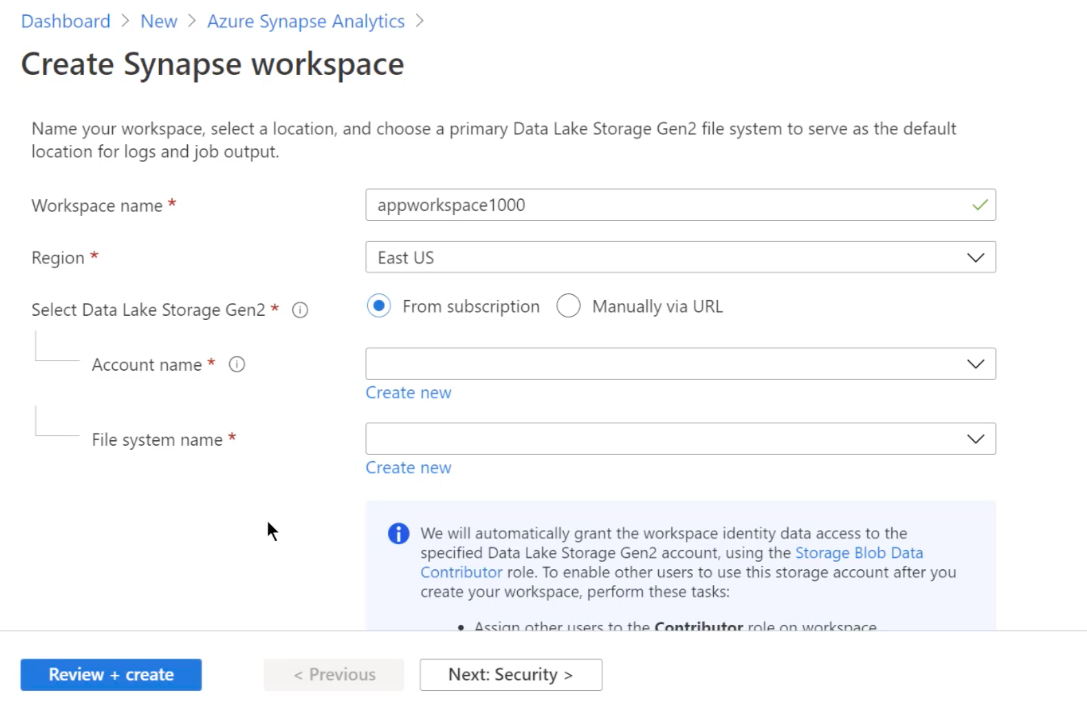 Dashboard > New > Azure Synapse Analytics >
Create Synapse workspace
Name your workspace, select a location, and choose a primary Data Lake Storage Gen2 file system to serve as the default
location for logs and job output.
Workspace name *
appworkspace1000
Region *
East US
Select Data Lake Storage Gen2 *
From subscription
Manually via URL
Account name *
Create new
File system name *
Create new
We will automatically grant the workspace identity data access to the
specified Data Lake Storage Gen2 account, using the Storage Blob Data
Contributor role. To enable other users to use this storage account after you
create your workspace, perform these tasks:
• Assign other users to the Contributor role on workspace
Review + create
< Previous
Next: Security >